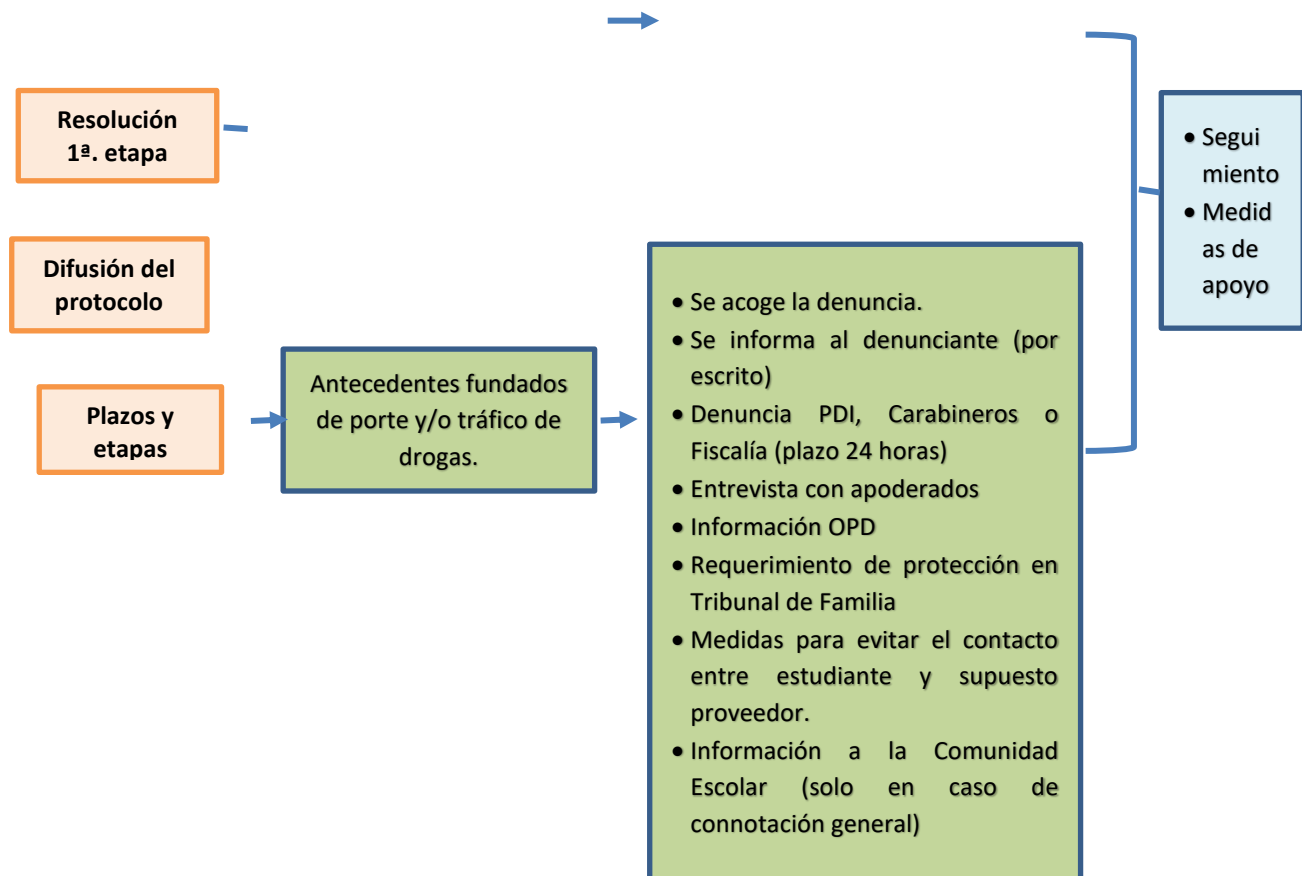 Resolución
1ª. etapa
Difusión del
protocolo
Plazos y
etapas
Antecedentes fundados
de porte y/o tráfico de
drogas.
• Se acoge la denuncia.
• Se informa al denunciante (por
escrito)
• Denuncia PDI, Carabineros o
Fiscalía (plazo 24 horas)
• Entrevista con apoderados
• Información OPD
• Requerimiento de protección en
Tribunal de Familia
• Medidas para evitar el contacto
entre estudiante y supuesto
proveedor.
• Información a la Comunidad
Escolar (solo en caso de
connotación general)
• Segui
miento
• Medid
as de
apoyo